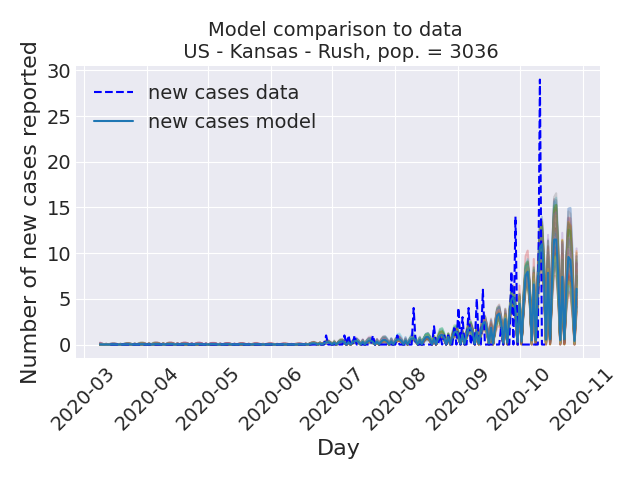 Model comparison to data
US - Kansas - Rush, pop. = 3036
Number of new cases reported
30
25
20
15
10
5
0
new cases data
new cases model
2020-03
2020-04
2020-05
2020-06
2020-07
2020-08
2020-09
2020-10
2020-11
Day